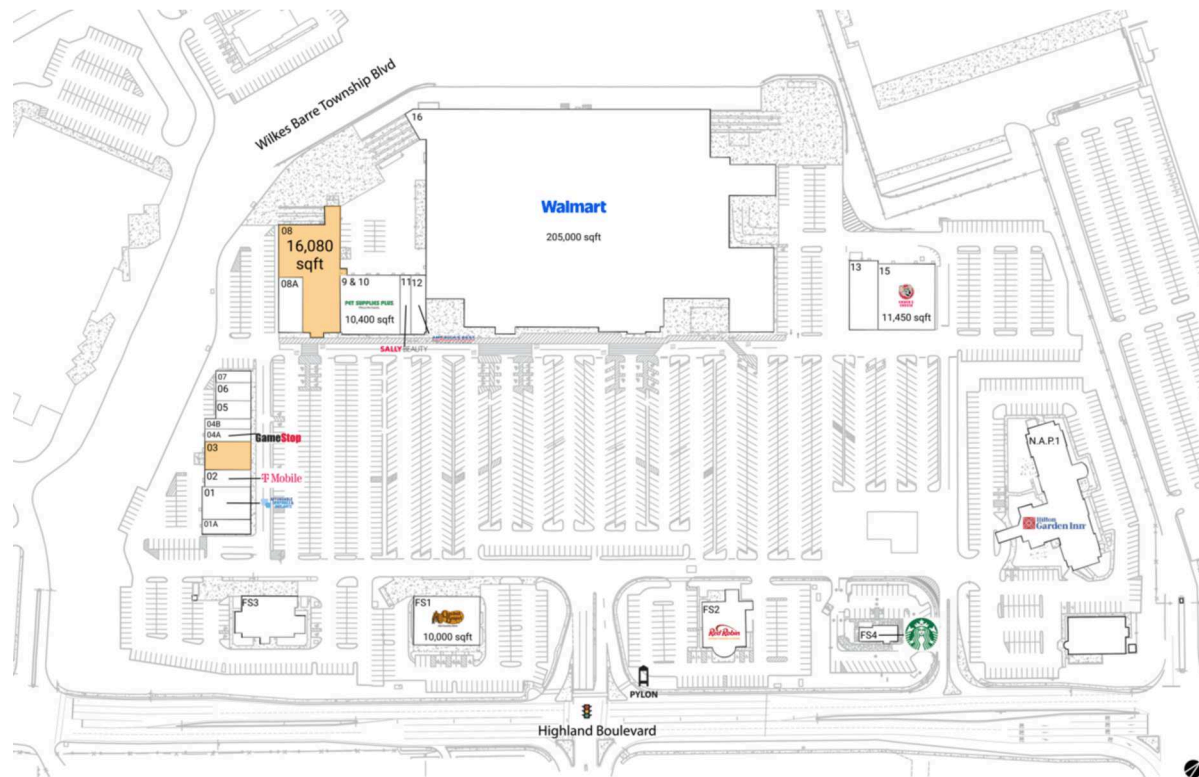 Wilkes Barre Township Blvd
16
Walmart
205,000 sqft
08
16,080
sqft
08A
9 & 10
PET SUPPLIES PLUS
10,400 sqft
11
12
SALLY BEAUTY
13
15
11,450 sqft
07
06
05
04B
04A
GameStop
03
02
T Mobile
01
01A
N.A.P.1
Hilton
Garden Inn
FS3
FS1
10,000 sqft
FS2
Red Robin
FS4
PYLON
Highland Boulevard